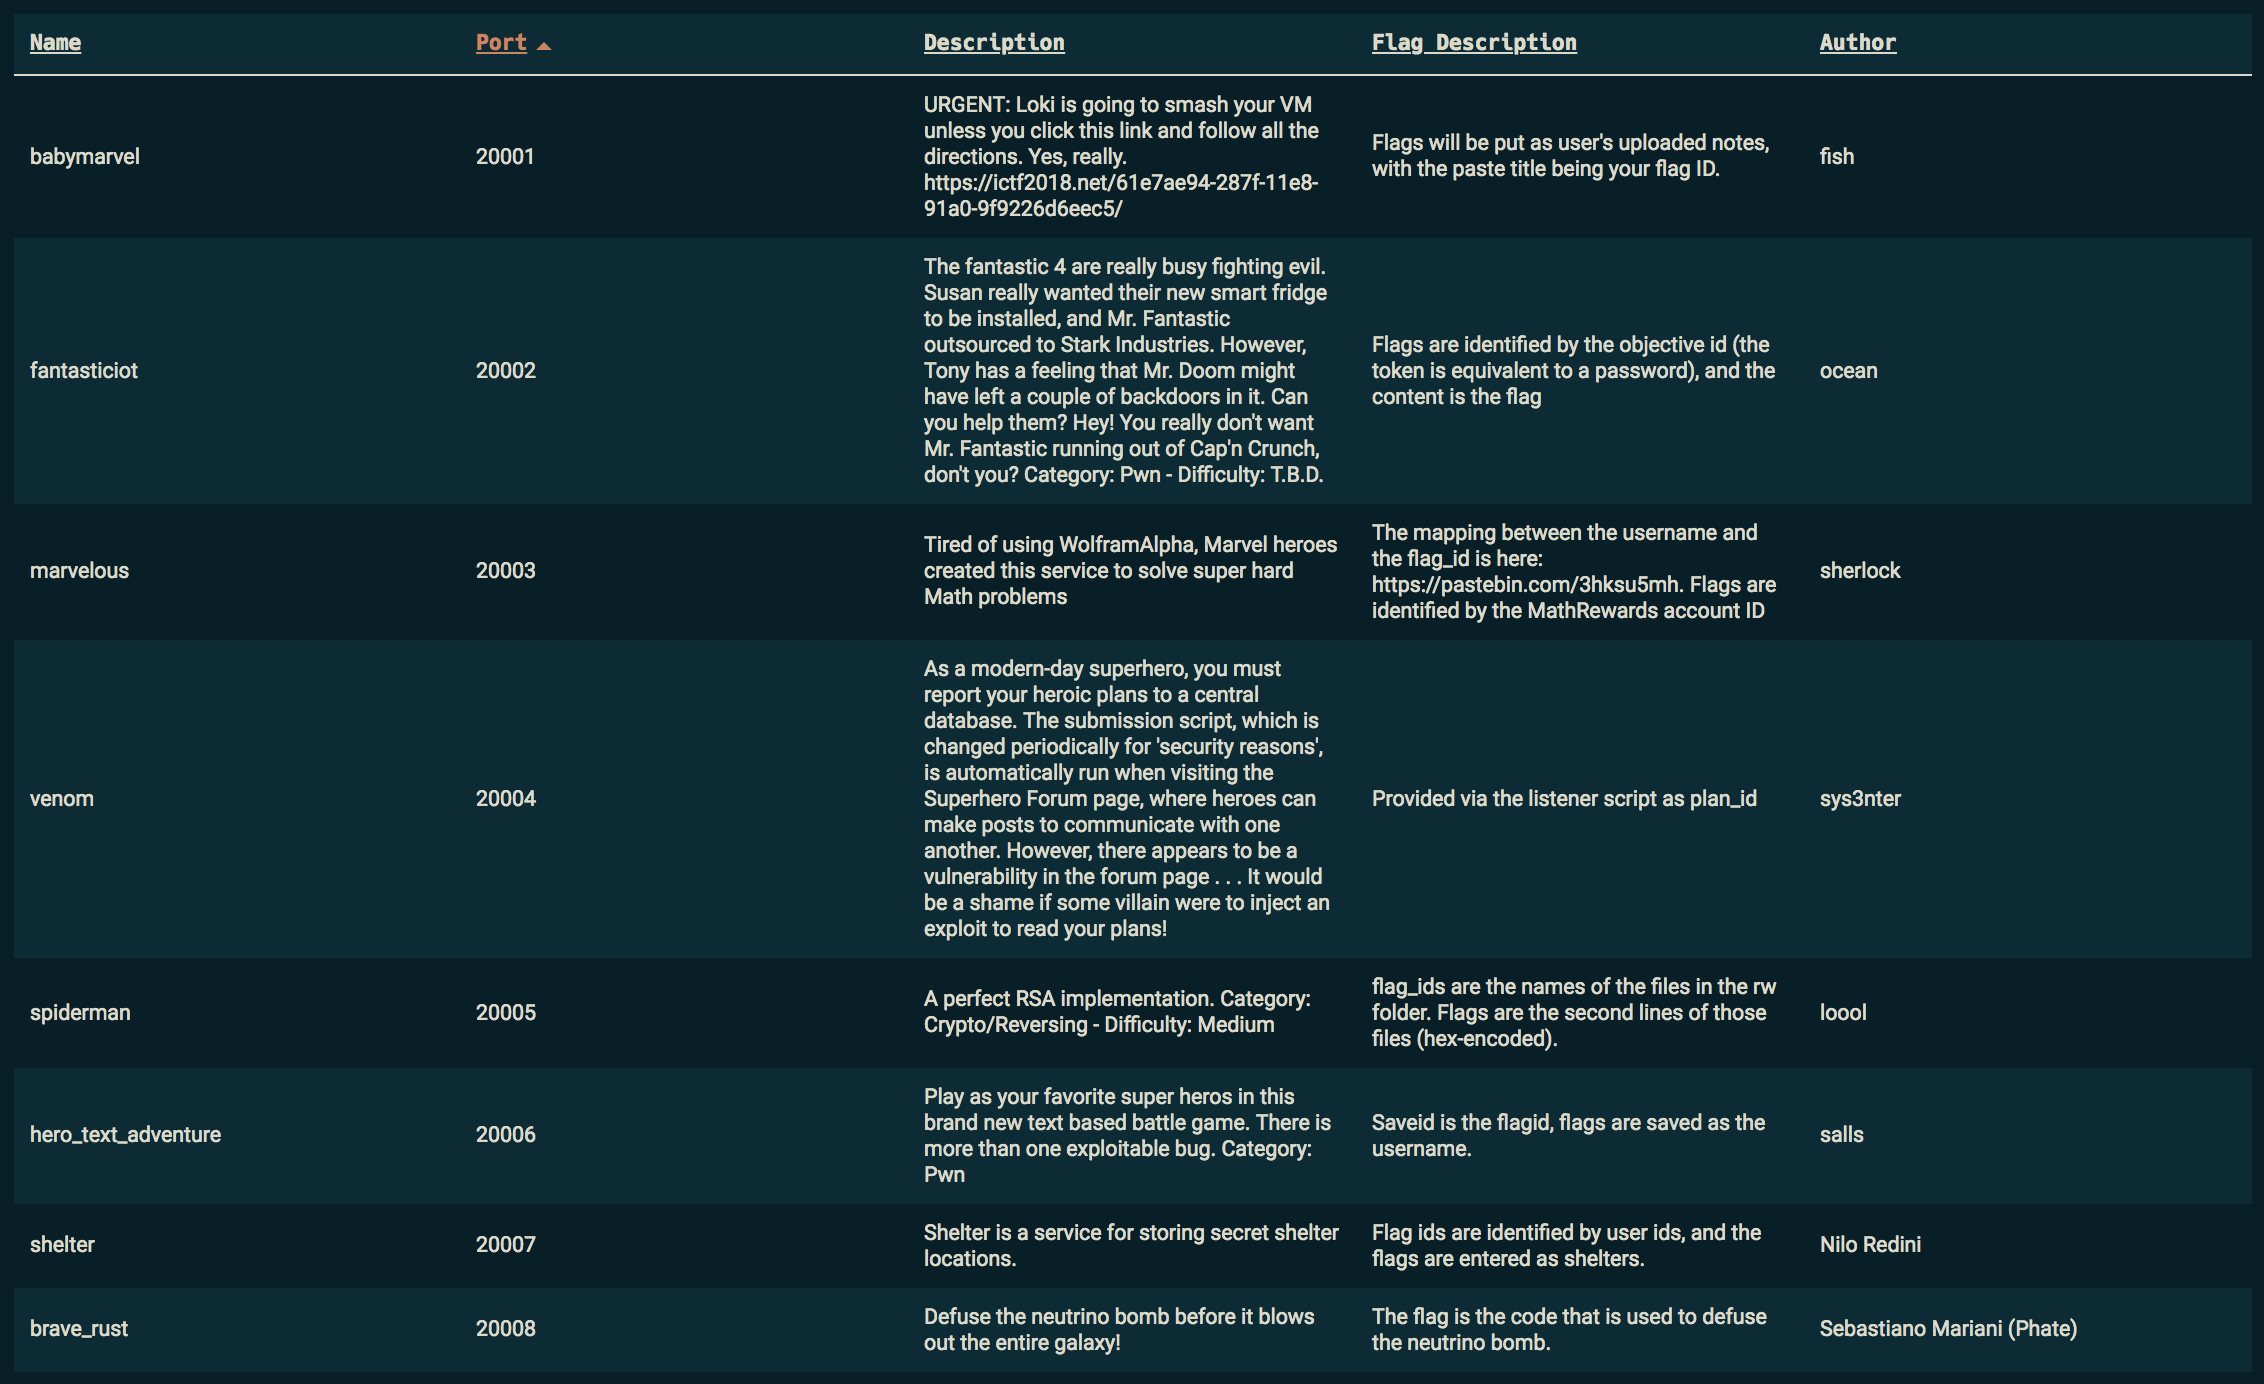 Name Port Description Flag Description Author
babymarvel
20001
URGENT: Loki is going to smash your VM
unless you click this link and follow all the
directions. Yes, really.
https://ictf2018.net/61e7ae94-287f-11e8-
91a0-9f9226d6eec5/
Flags will be put as user's uploaded notes,
with the paste title being your flag ID.
fish
fantasticiot
20002
The fantastic 4 are really busy fighting evil.
Susan really wanted their new smart fridge
to be installed, and Mr. Fantastic
outsourced to Stark Industries. However,
Tony has a feeling that Mr. Doom might
have left a couple of backdoors in it. Can
you help them? Hey! You really don't want
Mr. Fantastic running out of Cap'n Crunch,
don't you? Category: Pwn - Difficulty: T.B.D.
Flags are identified by the objective id (the
token is equivalent to a password), and the
content is the flag
ocean
marvelous
20003
Tired of using WolframAlpha, Marvel heroes
created this service to solve super hard
Math problems
The mapping between the username and
the flag_id is here:
https://pastebin.com/3hksu5mh. Flags are
identified by the MathRewards account ID
sherlock
venom
20004
As a modern-day superhero, you must
report your heroic plans to a central
database. The submission script, which is
changed periodically for 'security reasons',
is automatically run when visiting the
Superhero Forum page, where heroes can
make posts to communicate with one
another. However, there appears to be a
vulnerability in the forum page . . . It would
be a shame if some villain were to inject an
exploit to read your plans!
Provided via the listener script as plan_id
sys3nter
spiderman
20005
A perfect RSA implementation. Category:
Crypto/Reversing - Difficulty: Medium
flag_ids are the names of the files in the rw
folder. Flags are the second lines of those
files (hex-encoded).
loool
hero_text_adventure
20006
Play as your favorite super heros in this
brand new text based battle game. There is
more than one exploitable bug. Category:
Pwn
Saveid is the flagid, flags are saved as the
username.
salls
shelter
20007
Shelter is a service for storing secret shelter
locations.
Flag ids are identified by user ids, and the
flags are entered as shelters.
Nilo Redini
brave_rust
20008
Defuse the neutrino bomb before it blows
out the entire galaxy!
The flag is the code that is used to defuse
the neutrino bomb.
Sebastiano Mariani (Phate)